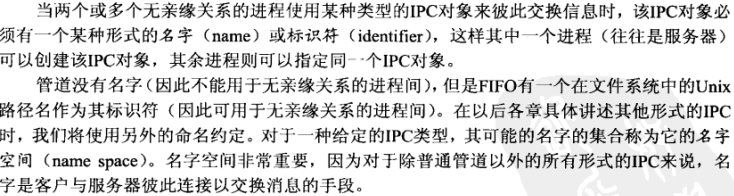 当两个或多个无亲缘关系的进程使用某种类型的IPC对象来彼此交换信息时，该IPC对象必
须有一个某种形式的名字（name）或标识符（identifier），这样其中一个进程（往往是服务器）
可以创建该IPC对象，其余进程则可以指定同一个IPC对象。
管道没有名字（因此不能用于无亲缘关系的进程间），但是FIFO有一个在文件系统中的Unix
路径名作为其标识符（因此可用于无亲缘关系的进程间）。在以后各章具体讲述其他形式的IPC
时，我们将使用另外的命名约定。对于一种给定的IPC类型，其可能的名字的集合称为它的名字
空间（name space）。名字空间非常重要，因为对于除普通管道以外的所有形式的IPC来说，名
字是客户与服务器彼此连接以交换消息的手段。